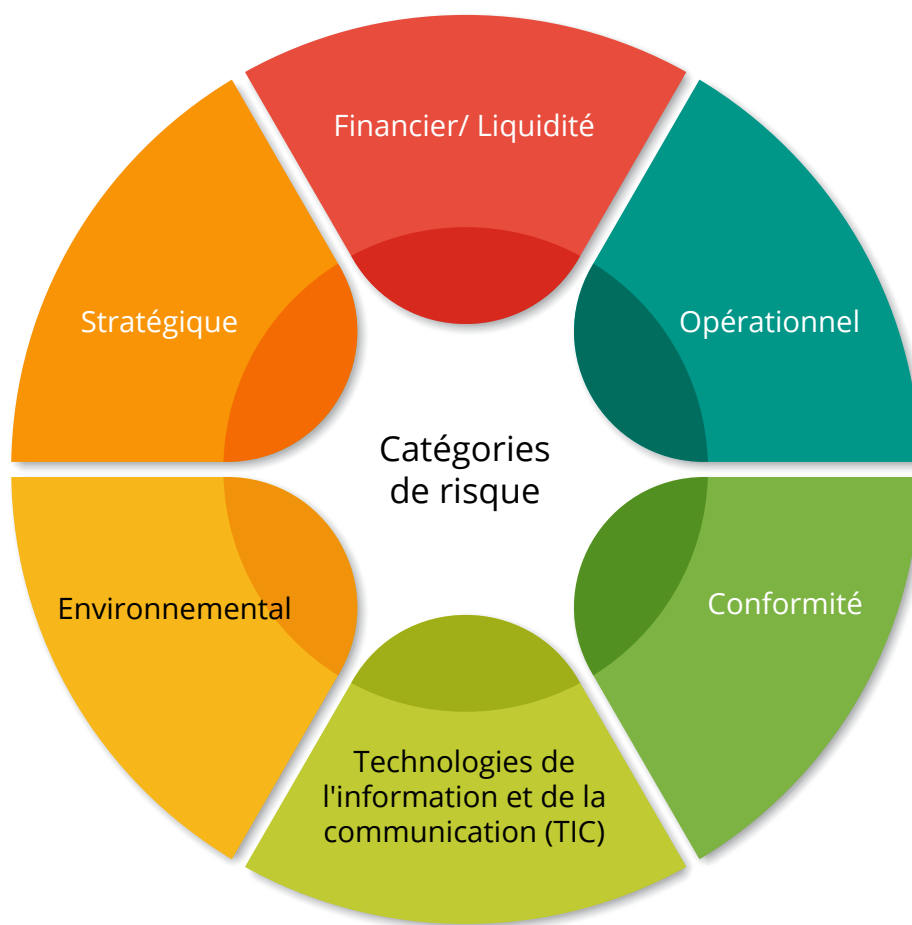 Financier/ Liquidité
Stratégique
Opérationnel
Catégories
de risque
Environnemental
Conformité
Technologies de
l'information et de la
communication (TIC)